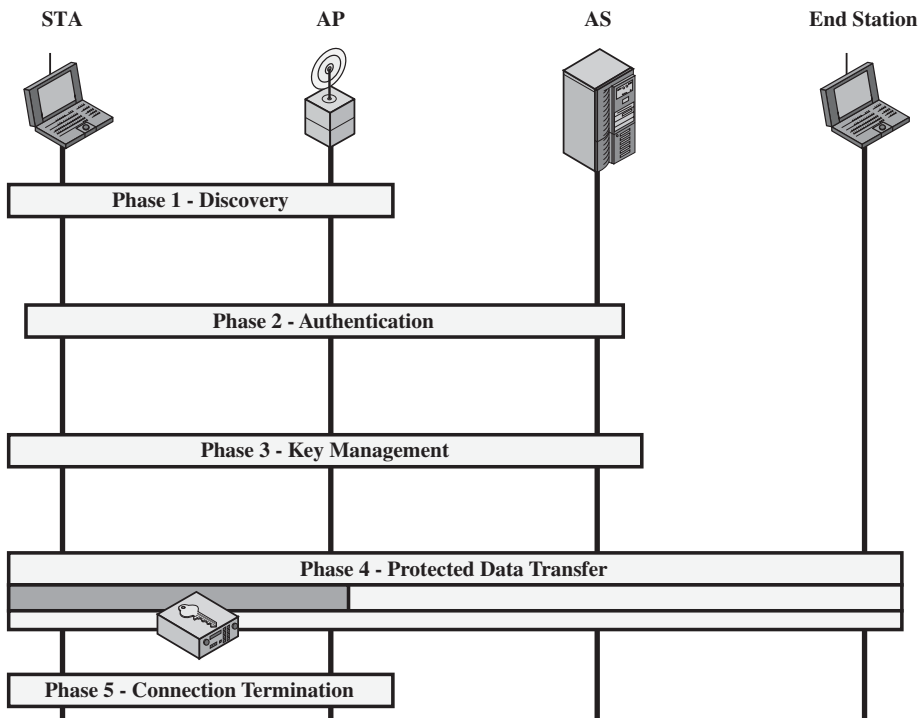 STA
AP
AS
End Station
Phase 1 - Discovery
Phase 2 - Authentication
Phase 3 - Key Management
Phase 4 - Protected Data Transfer
Phase 5 - Connection Termination